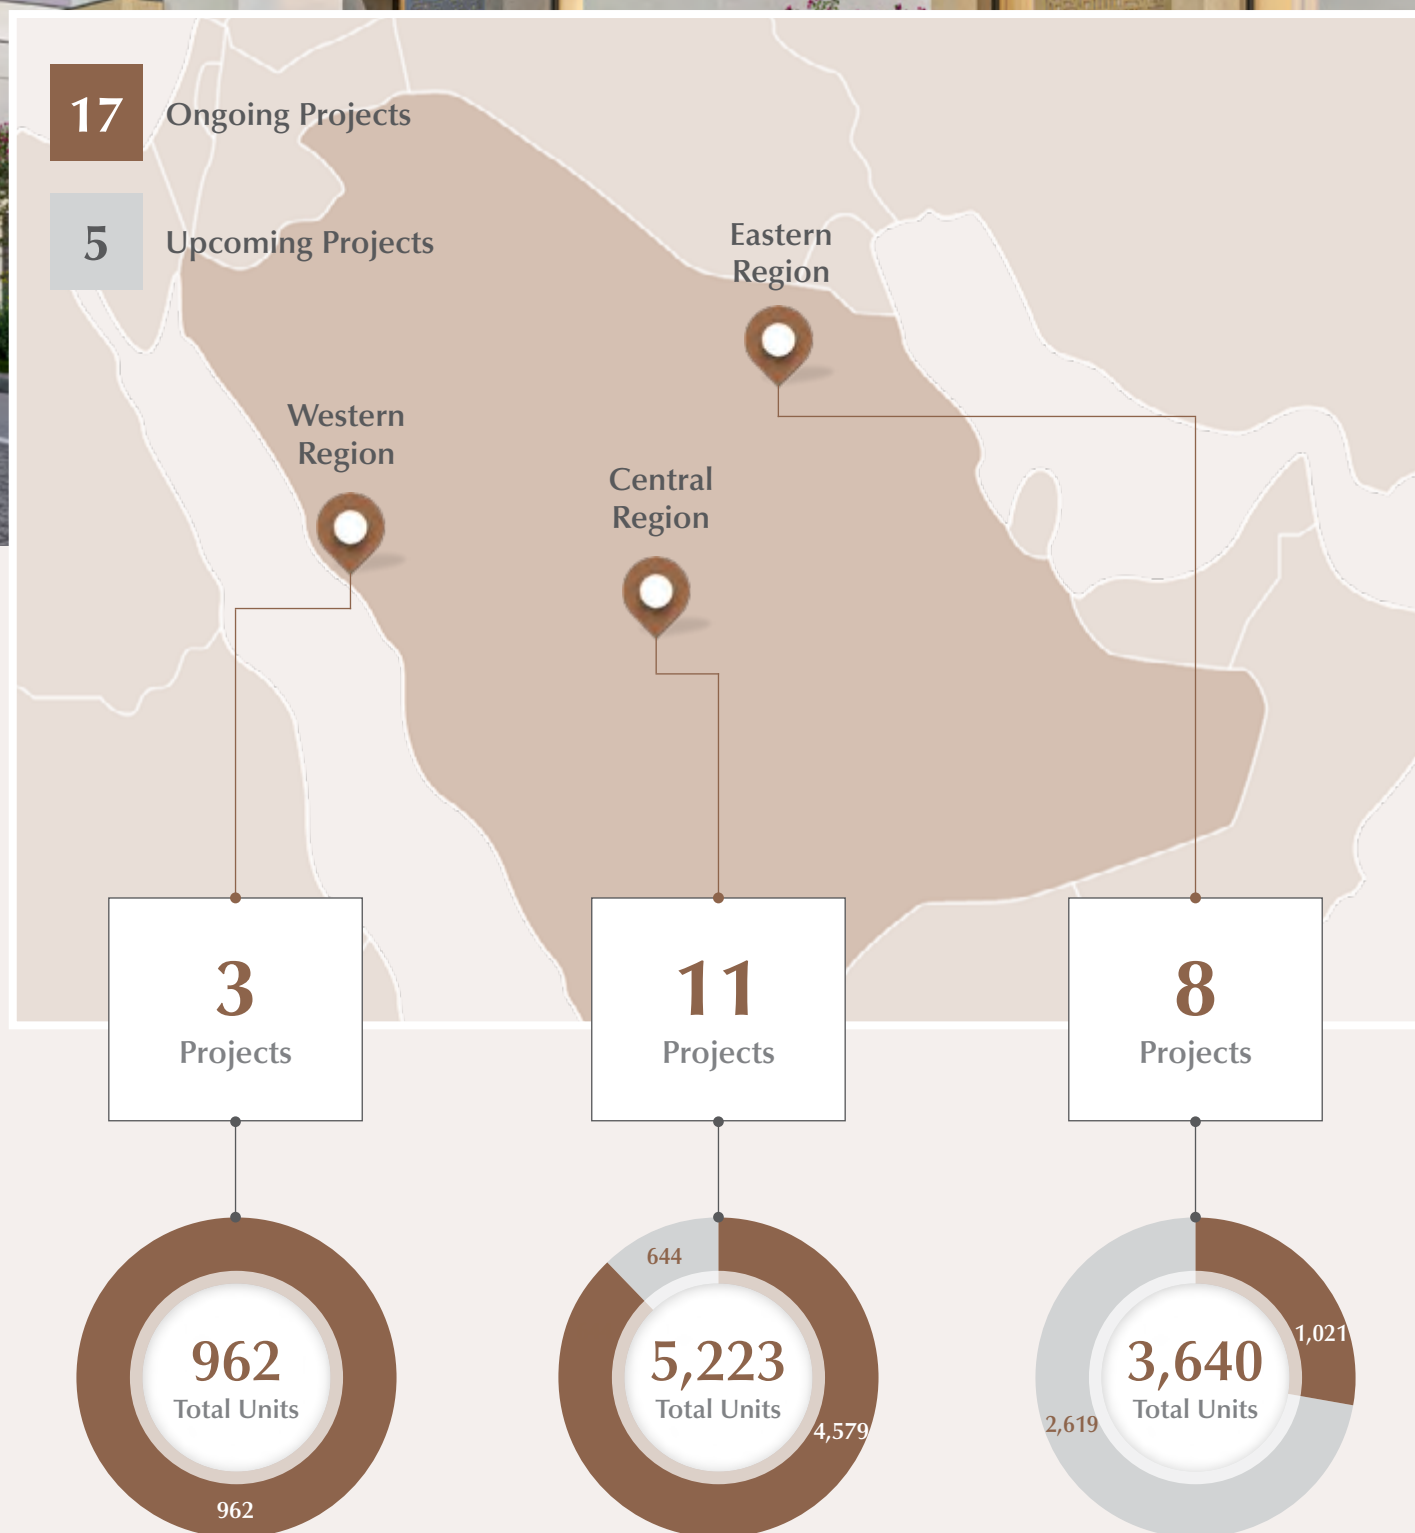 17
Ongoing Projects
5
Upcoming Projects
Eastern
Region
Western
Region
Central
Region
3
Projects
11
Projects
8
Projects
962
Total Units
962
644
5,223
Total Units
4,579
1,021
3,640
Total Units
2,619